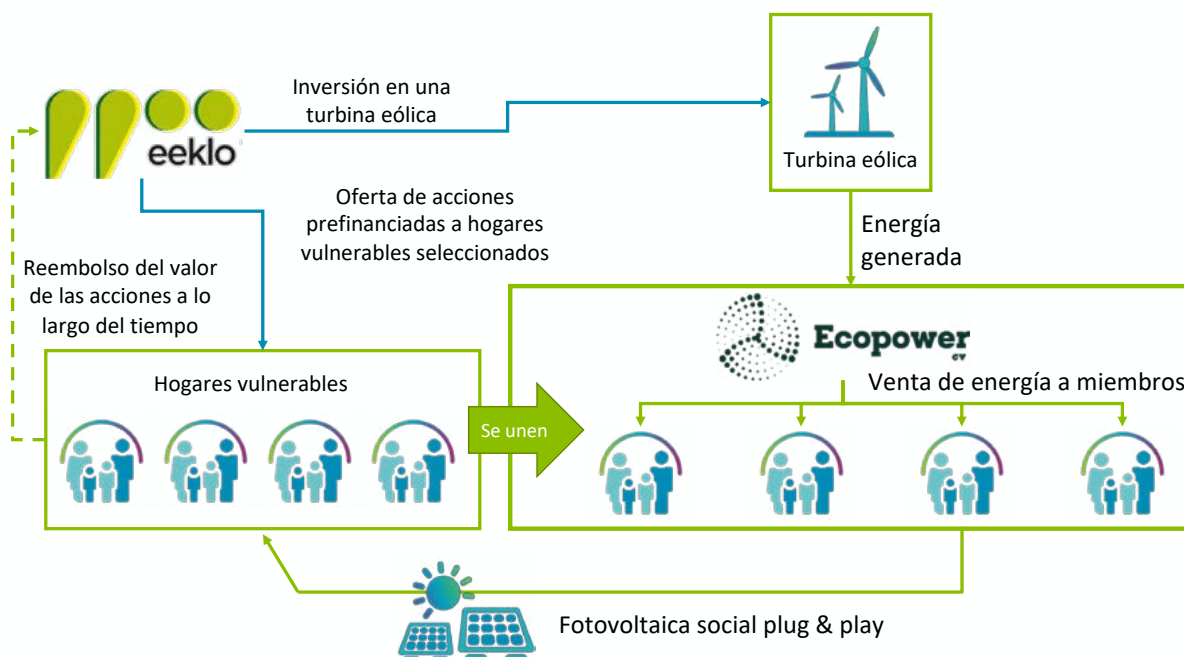 eeklo
Inversión en una
turbina eólica
Turbina eólica
Oferta de acciones
prefinanciadas a hogares
vulnerables seleccionados
Energía
generada
Reembolso del valor
de las acciones a lo
largo del tiempo
Hogares vulnerables
Se unen
Ecopower
CV
Venta de energía a miembros
Fotovoltaica social plug & play